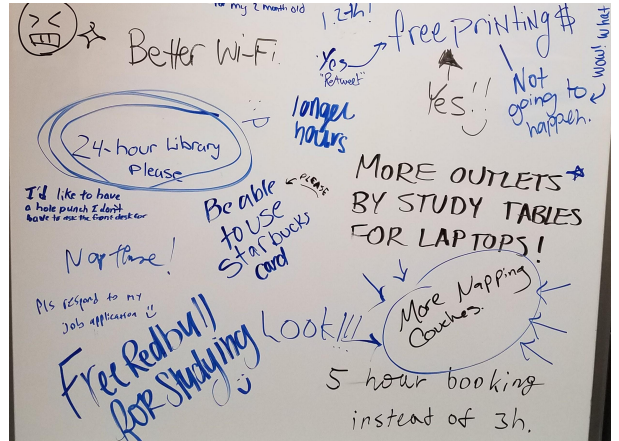 for my 2 month old
1.2-th!
free printing $
Wow! what
Better Wi-Fi
Yes
"Retweet"
Yes!!
Not
going to
happen.
longer
hours
24-hour Library
Please
MORE OUTLETS
BY STUDY TABLES
FOR LAPTOPS!
I'd like to have
a hole punch I don't
have to ask the front desk for
Be able
to use
Starbucks
card
PLEASE
Nap time!
Pls respond to my
job application
Free Redbull
for Studying
LOOK!!!
More Napping
Couches.
5 hour booking
instead of 3h.